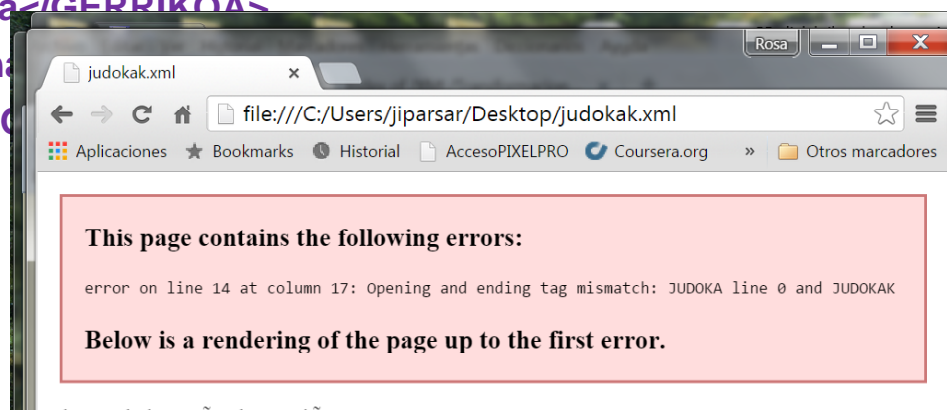 a</GERRIKOA>
Rosa
judokak.xml
file:///C:/Users/jiparsar/Desktop/judokak.xml
Aplicaciones Bookmarks Historial AccesoPIXELPRO Coursera.org » Otros marcadores
This page contains the following errors:
error on line 14 at column 17: Opening and ending tag mismatch: JUDOKA line 0 and JUDOKAK
Below is a rendering of the page up to the first error.